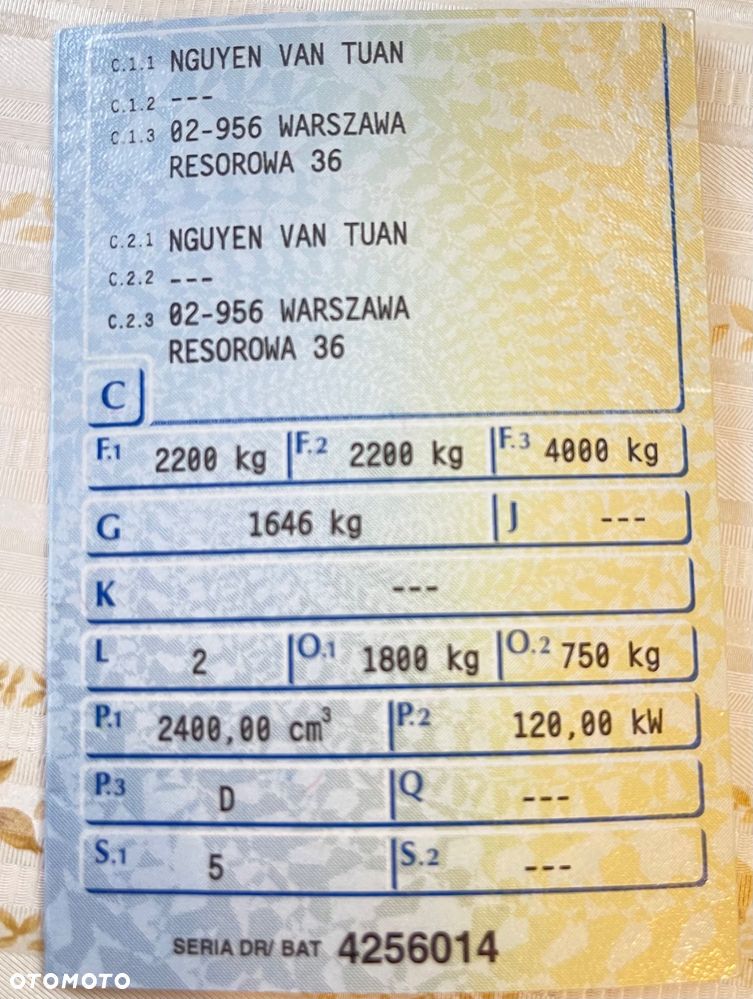 C.1.1 NGUYEN VAN TUAN
C.1.2 ---
C.1.3 02-956 WARSZAWA
RESOROWA 36
C.2.1 NGUYEN VAN TUAN
C.2.2 ---
C.2.3 02-956 WARSZAWA
RESOROWA 36
C
F.1 2200 kg F.2 2200 kg F.3 4000 kg
G 1646 kg J ---
K ---
L 2 O.1 1800 kg O.2 750 kg
P.1 2400,00 cm³ P.2 120,00 kW
P.3 D Q ---
S.1 5 S.2 ---
SERIA DR/ BAT 4256014
OTOMOTO